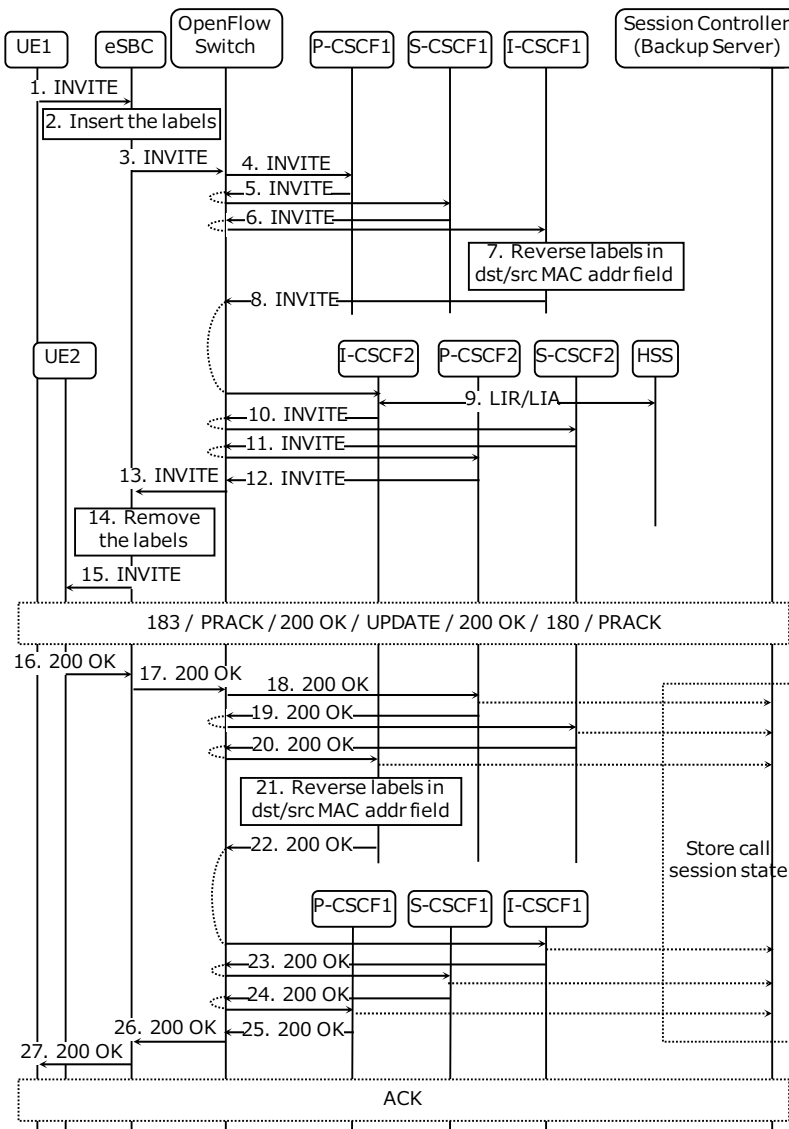 UE1
eSBC
OpenFlow
Switch
P-CSCF1
S-CSCF1
I-CSCF1
Session Controller
(Backup Server)
1. INVITE
2. Insert the labels
3. INVITE
4. INVITE
5. INVITE
6. INVITE
7. Reverse labels in
dst/src MAC addr field
8. INVITE
UE2
I-CSCF2
P-CSCF2
S-CSCF2
HSS
9. LIR/LIA
10. INVITE
11. INVITE
12. INVITE
13. INVITE
14. Remove
the labels
15. INVITE
183 / PRACK / 200 OK / UPDATE / 200 OK / 180 / PRACK
16. 200 OK
17. 200 OK
18. 200 OK
19. 200 OK
20. 200 OK
21. Reverse labels in
dst/src MAC addr field
22. 200 OK
Store call
session state
P-CSCF1
S-CSCF1
I-CSCF1
23. 200 OK
24. 200 OK
25. 200 OK
26. 200 OK
27. 200 OK
ACK